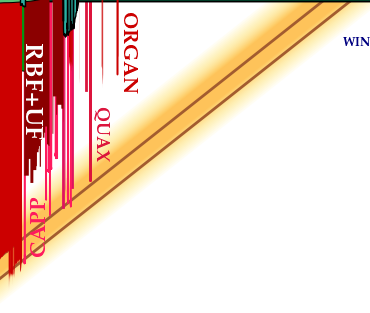 ORGAN
WIN
RBF+UF
QUAX
CAPP